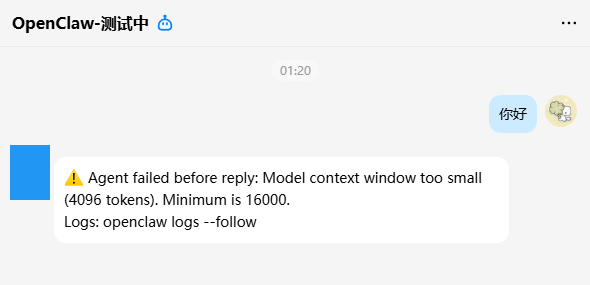 OpenClaw-测试中
01:20
你好
⚠️ Agent failed before reply: Model context window too small
(4096 tokens). Minimum is 16000.
Logs: openclaw logs --follow